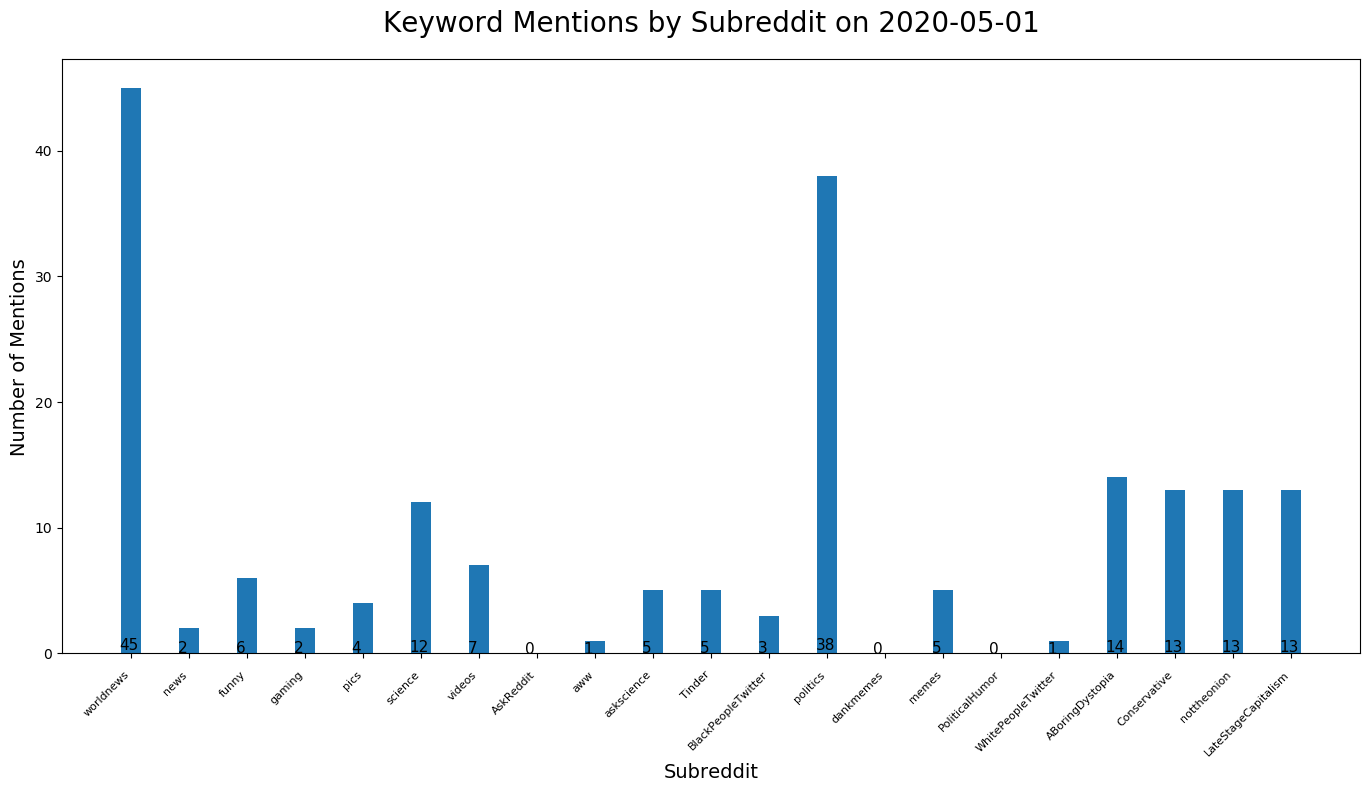 Keyword Mentions by Subreddit on 2020-05-01
Number of Mentions
40
30
20
10
0
45
2
6
2
4
12
7
0
1
5
5
3
38
0
5
0
1
14
13
13
13
worldnews
news
funny
gaming
pics
science
videos
AskReddit
aww
askscience
Tinder
BlackPeopleTwitter
politics
dankmemes
memes
PoliticalHumor
WhitePeopleTwitter
ABoringDystopia
Conservative
nottheonion
LateStageCapitalism
Subreddit